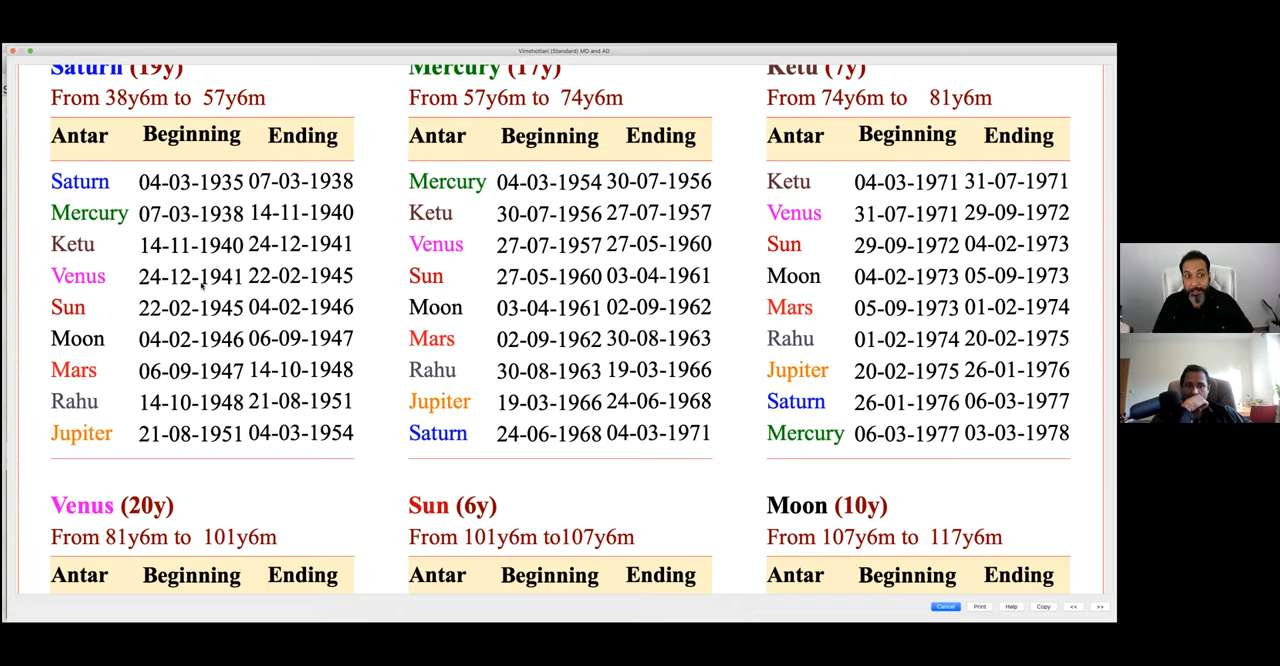 Vimshottari (Standard) MD and AD
Saturn (19y) Mercury (17y) Ketu (7y)
From 38y6m to 57y6m From 57y6m to 74y6m From 74y6m to 81y6m
Antar Beginning Ending Antar Beginning Ending Antar Beginning Ending
Saturn 04-03-1935 07-03-1938 Mercury 04-03-1954 30-07-1956 Ketu 04-03-1971 31-07-1971
Mercury 07-03-1938 14-11-1940 Ketu 30-07-1956 27-07-1957 Venus 31-07-1971 29-09-1972
Ketu 14-11-1940 24-12-1941 Venus 27-07-1957 27-05-1960 Sun 29-09-1972 04-02-1973
Venus 24-12-1941 22-02-1945 Sun 27-05-1960 03-04-1961 Moon 04-02-1973 05-09-1973
Sun 22-02-1945 04-02-1946 Moon 03-04-1961 02-09-1962 Mars 05-09-1973 01-02-1974
Moon 04-02-1946 06-09-1947 Mars 02-09-1962 30-08-1963 Rahu 01-02-1974 20-02-1975
Mars 06-09-1947 14-10-1948 Rahu 30-08-1963 19-03-1966 Jupiter 20-02-1975 26-01-1976
Rahu 14-10-1948 21-08-1951 Jupiter 19-03-1966 24-06-1968 Saturn 26-01-1976 06-03-1977
Jupiter 21-08-1951 04-03-1954 Saturn 24-06-1968 04-03-1971 Mercury 06-03-1977 03-03-1978
Venus (20y) Sun (6y) Moon (10y)
From 81y6m to 101y6m From 101y6m to107y6m From 107y6m to 117y6m
Antar Beginning Ending Antar Beginning Ending Antar Beginning Ending
Cancel Print Help Copy << >>